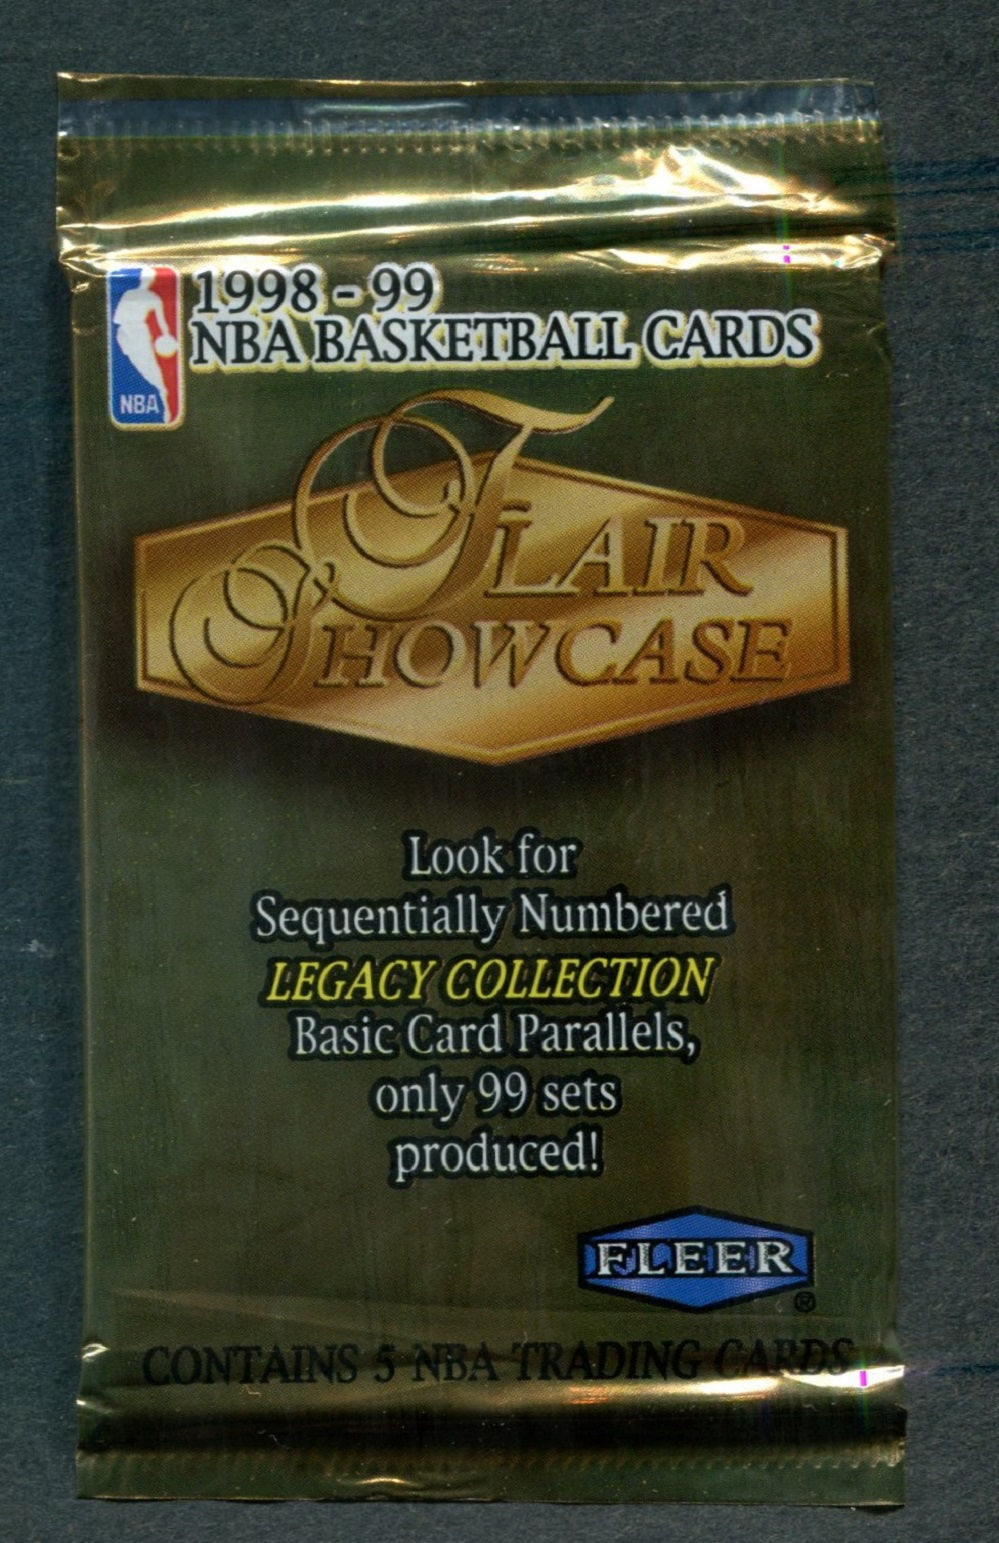 1998 - 99
NBA BASKETBALL CARDS
NBA
FLAIR
SHOWCASE
Look for
Sequentially Numbered
LEGACY COLLECTION
Basic Card Parallels,
only 99 sets
produced!
FLEER
®
CONTAINS 5 NBA TRADING CARDS